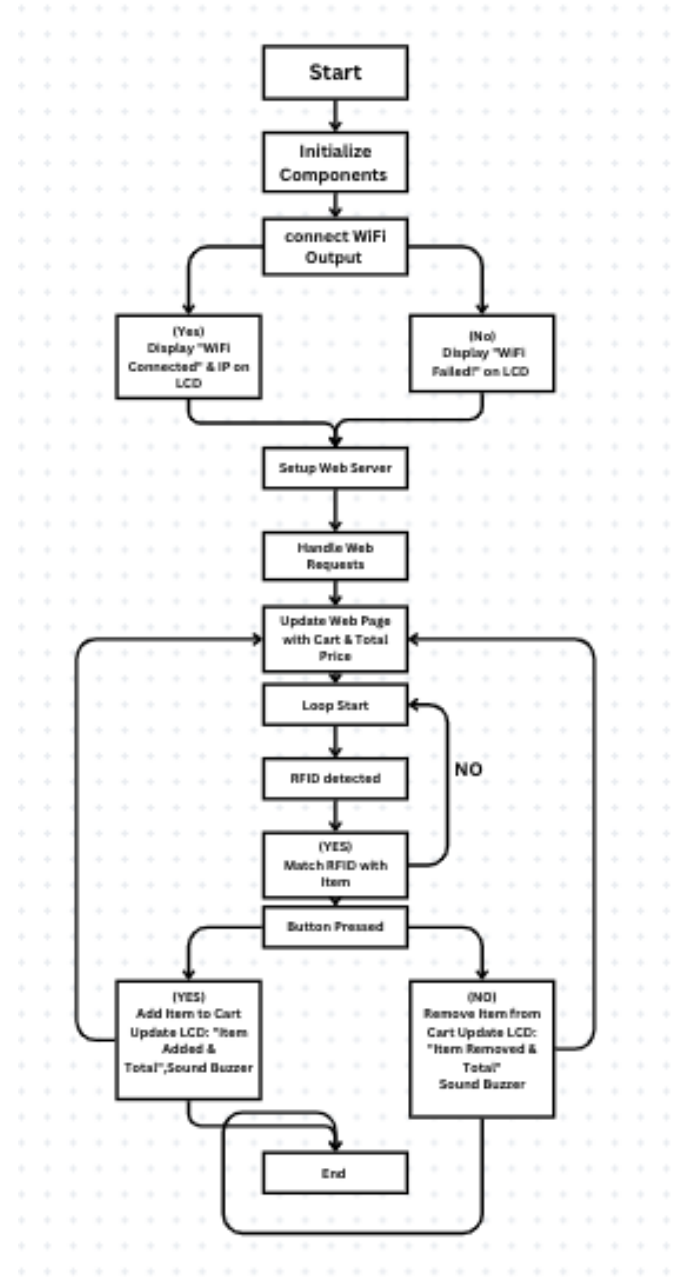 Start
Initialize
Components
connect WiFi
Output
(Yes)
Display "WiFi
Connected" & IP on
LCD
(No)
Display "WiFi
Failed!" on LCD
Setup Web Server
Handle Web
Requests
Update Web Page
with Cart & Total
Price
Loop Start
RFID detected
NO
(YES)
Match RFID with
Item
Button Pressed
(YES)
Add Item to Cart
Update LCD: "Item
Added &
Total",Sound Buzzer
(NO)
Remove Item from
Cart Update LCD:
"Item Removed &
Total"
Sound Buzzer
End